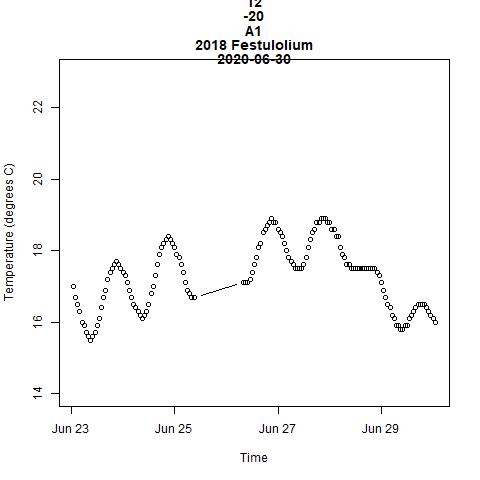 T2
-20
A1
2018 Festulolium
2020-06-30
Temperature (degrees C)
22
20
18
16
14
Jun 23
Jun 25
Jun 27
Jun 29
Time